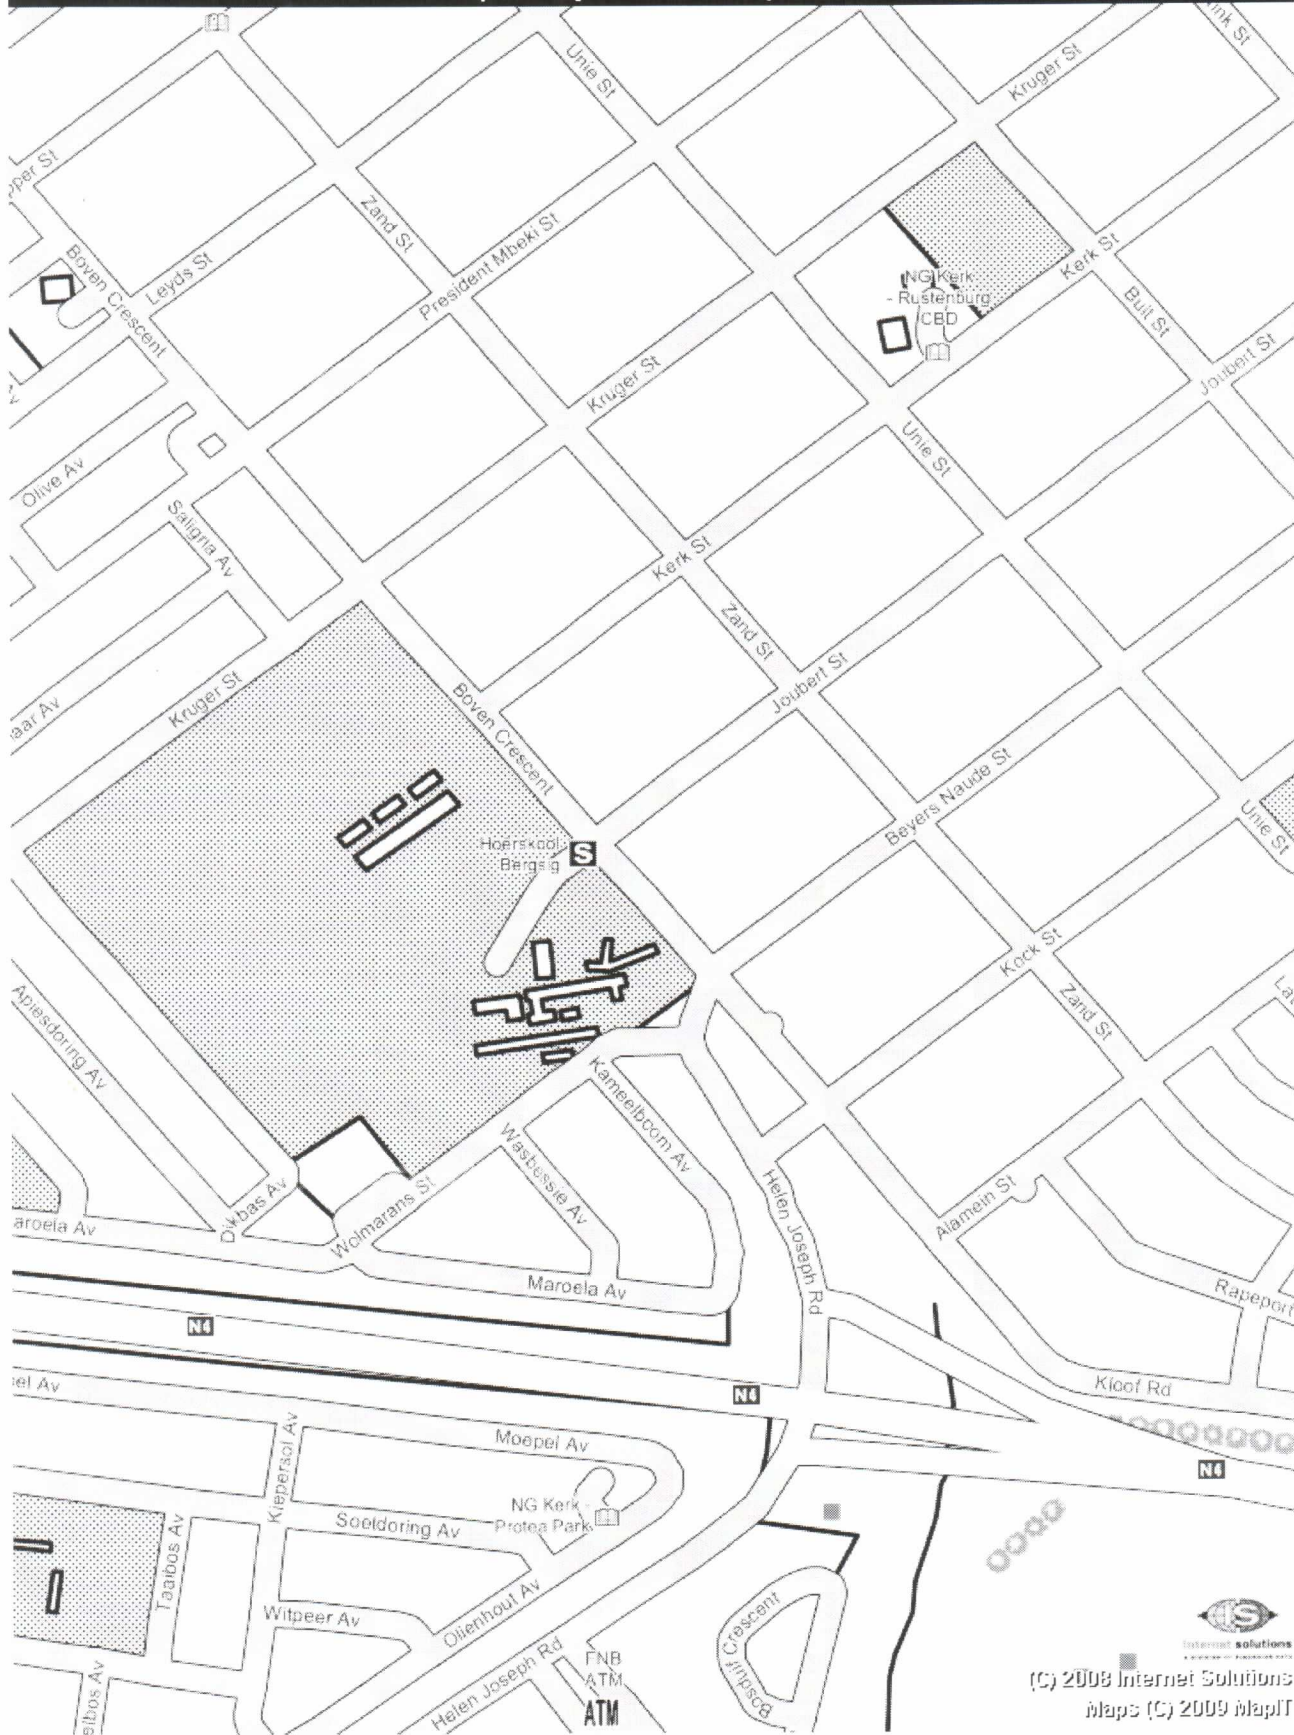 Unie St
Kruger St
Zand St
President Mbeki St
Leyds St
Boven Crescent
NG Kerk
- Rustenburg
CBD
Kerk St
Buit St
Joubert St
Kruger St
Unie St
Olive Av
Saligna Av
Kerk St
Zand St
Joubert St
Kruger St
Boven Crescent
Beyers Naude St
Unie St
Hoerskool
Bergsig
S
Kock St
Zand St
Apiesdoring Av
Kameelboom Av
Wasbessie Av
Helen Joseph Rd
Alamein St
Dikbas Av
Wolmarans St
aroela Av
Maroela Av
Rapeport
N4
N4
Kloof Rd
N4
Moepel Av
Kiepersol Av
NG Kerk -
Protea Park
Soetdoring Av
Taaibos Av
Witpeer Av
Olienhout Av
Bosduif Crescent
Helen Joseph Rd
FNB
ATM
ATM
elbos Av
iS
internet solutions
(C) 2008 Internet Solutions
Maps (C) 2009 MapIT